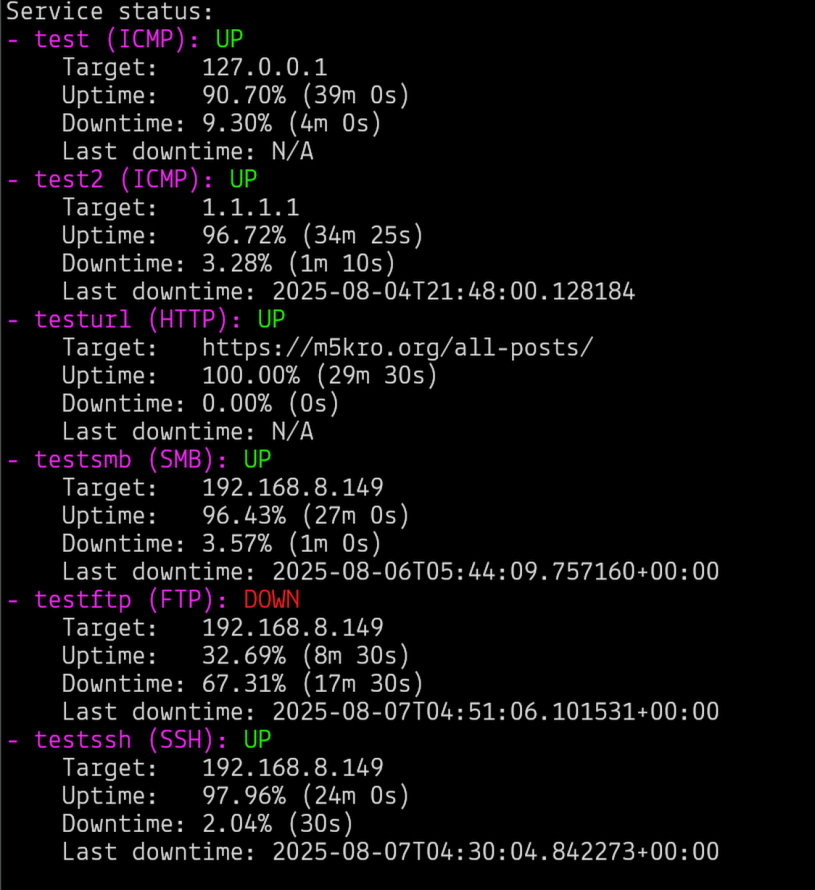 Service status:
- test (ICMP): UP
    Target:   127.0.0.1
    Uptime:   90.70% (39m 0s)
    Downtime: 9.30% (4m 0s)
    Last downtime: N/A
- test2 (ICMP): UP
    Target:   1.1.1.1
    Uptime:   96.72% (34m 25s)
    Downtime: 3.28% (1m 10s)
    Last downtime: 2025-08-04T21:48:00.128184
- testurl (HTTP): UP
    Target:   https://m5kro.org/all-posts/
    Uptime:   100.00% (29m 30s)
    Downtime: 0.00% (0s)
    Last downtime: N/A
- testsmb (SMB): UP
    Target:   192.168.8.149
    Uptime:   96.43% (27m 0s)
    Downtime: 3.57% (1m 0s)
    Last downtime: 2025-08-06T05:44:09.757160+00:00
- testftp (FTP): DOWN
    Target:   192.168.8.149
    Uptime:   32.69% (8m 30s)
    Downtime: 67.31% (17m 30s)
    Last downtime: 2025-08-07T04:51:06.101531+00:00
- testssh (SSH): UP
    Target:   192.168.8.149
    Uptime:   97.96% (24m 0s)
    Downtime: 2.04% (30s)
    Last downtime: 2025-08-07T04:30:04.842273+00:00